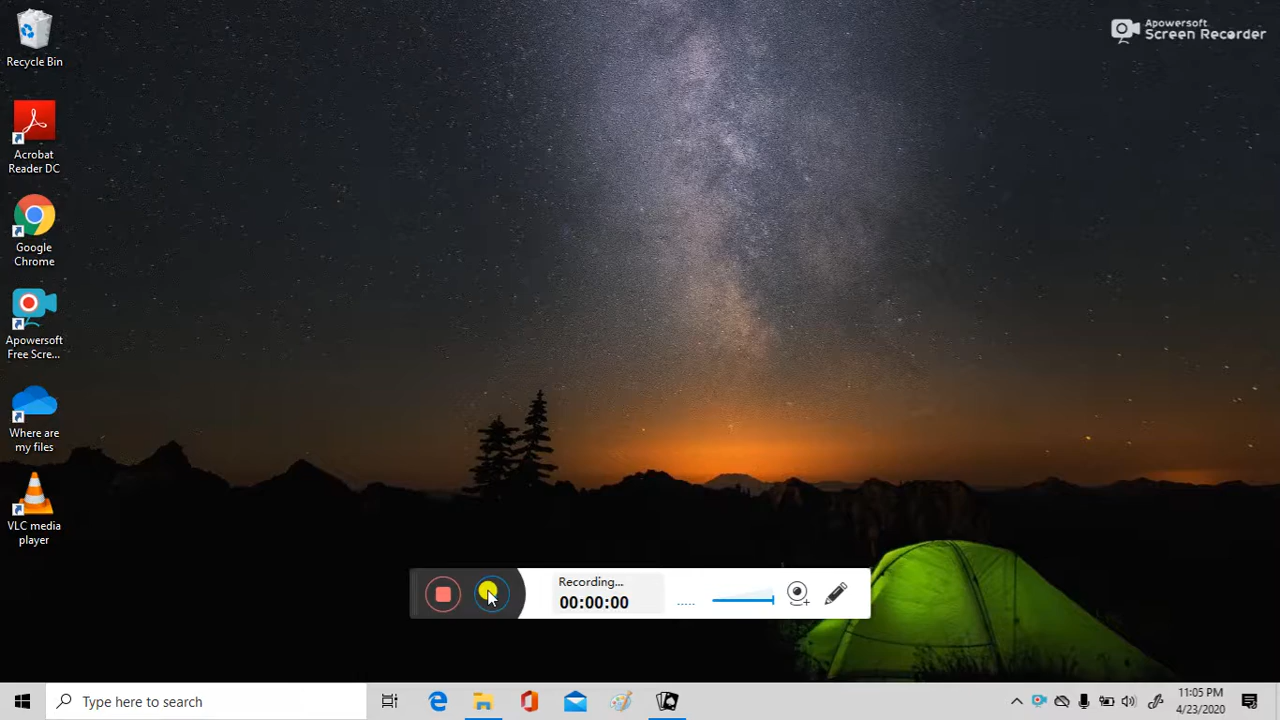 Recycle Bin
Acrobat
Reader DC
Google
Chrome
Apowersoft
Free Scre...
Where are
my files
VLC media
player
Apowersoft
Screen Recorder
Recording...
00:00:00
Type here to search
11:05 PM
4/23/2020